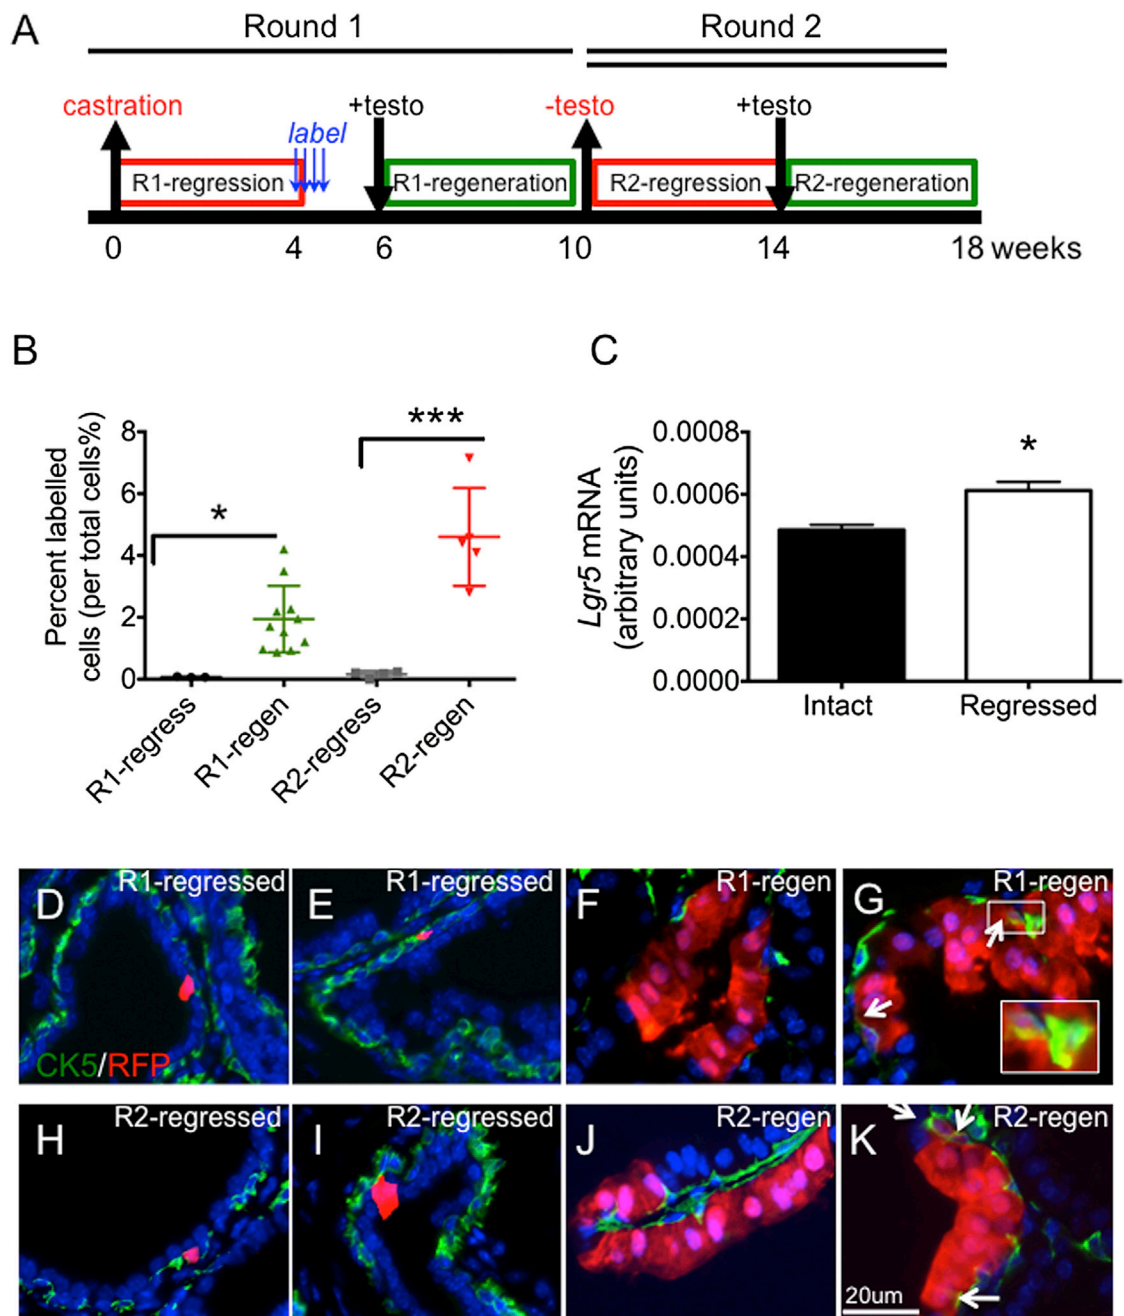 A
Round 1
Round 2
castration
label
+testo
-testo
+testo
R1-regression
R1-regeneration
R2-regression
R2-regeneration
0
4
6
10
14
18 weeks
B
Percent labelled
cells (per total cells%)
8
6
4
2
0
*
***
R1-regress
R1-regen
R2-regress
R2-regen
C
Lgr5 mRNA
(arbitrary units)
0.0008
0.0006
0.0004
0.0002
0.0000
*
Intact
Regressed
D
R1-regressed
CK5/RFP
E
R1-regressed
F
R1-regen
G
R1-regen
H
R2-regressed
I
R2-regressed
J
R2-regen
K
R2-regen
20um